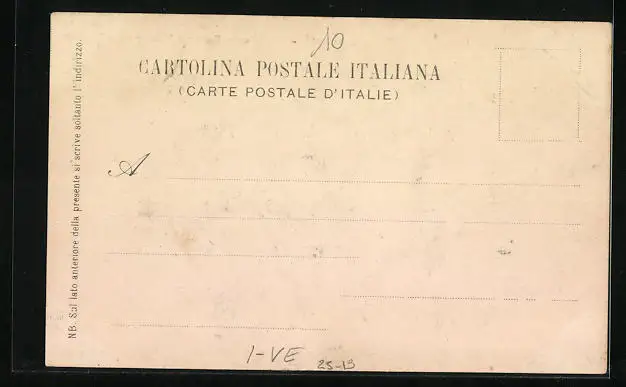 10
CARTOLINA POSTALE ITALIANA
(CARTE POSTALE D'ITALIE)
A
NB. Sul lato anteriore della presente si scrive soltanto l'indirizzo.
I-VE
25-13